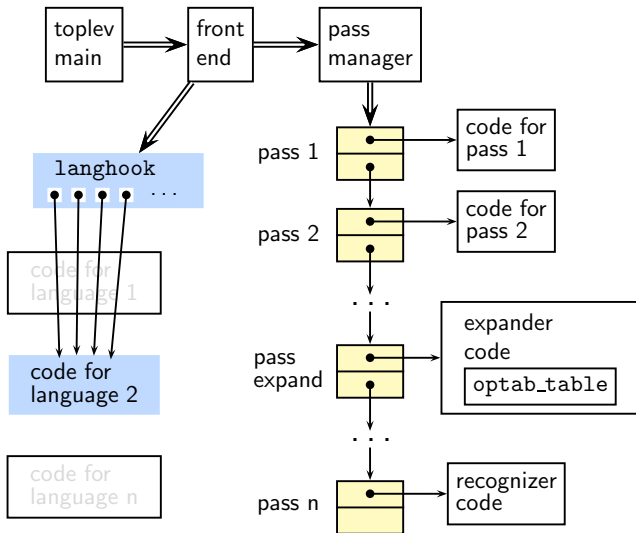 toplev
main
front
end
pass
manager
langhook
. . .
code for
language 1
code for
language 2
code for
language n
pass 1
code for
pass 1
pass 2
code for
pass 2
. . .
pass
expand
expander
code
optab_table
. . .
pass n
recognizer
code